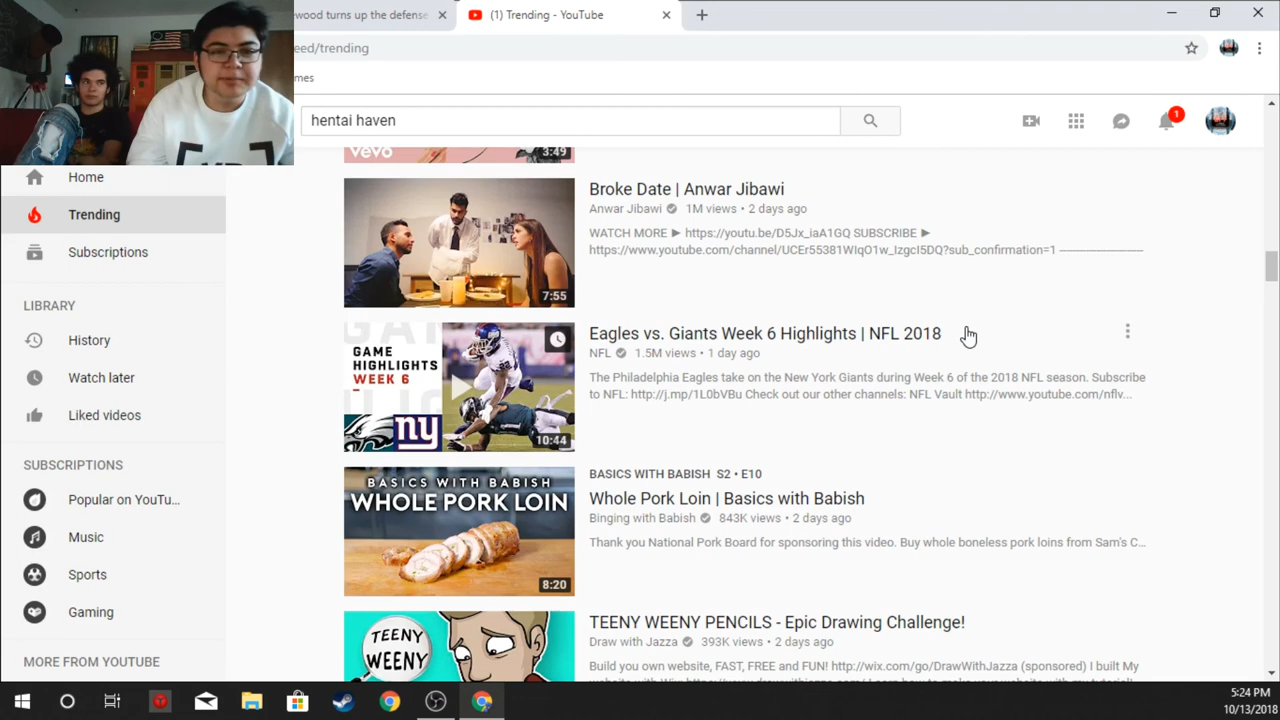 ewood turns up the defense
(1) Trending - YouTube
eed/trending
mes
hentai haven
1
vevo
3:49
Home
Trending
Subscriptions
LIBRARY
History
Watch later
Liked videos
SUBSCRIPTIONS
Popular on YouTu...
Music
Sports
Gaming
MORE FROM YOUTUBE
Broke Date | Anwar Jibawi
Anwar Jibawi 1M views • 2 days ago
WATCH MORE ► https://youtu.be/D5Jx_iaA1GQ SUBSCRIBE ►
https://www.youtube.com/channel/UCEr55381WIqO1w_IzgcI5DQ?sub_confirmation=1
7:55
GAME
HIGHLIGHTS
WEEK 6
ny
10:44
Eagles vs. Giants Week 6 Highlights | NFL 2018
NFL 1.5M views • 1 day ago
The Philadelphia Eagles take on the New York Giants during Week 6 of the 2018 NFL season. Subscribe
to NFL: http://j.mp/1L0bVBu Check out our other channels: NFL Vault http://www.youtube.com/nflv...
BASICS WITH BABISH
WHOLE PORK LOIN
8:20
BASICS WITH BABISH S2 • E10
Whole Pork Loin | Basics with Babish
Binging with Babish 843K views • 2 days ago
Thank you National Pork Board for sponsoring this video. Buy whole boneless pork loins from Sam's C...
TEENY
WEENY
TEENY WEENY PENCILS - Epic Drawing Challenge!
Draw with Jazza 393K views • 2 days ago
Build you own website, FAST, FREE and FUN! http://wix.com/go/DrawWithJazza (sponsored) I built My
5:24 PM
10/13/2018